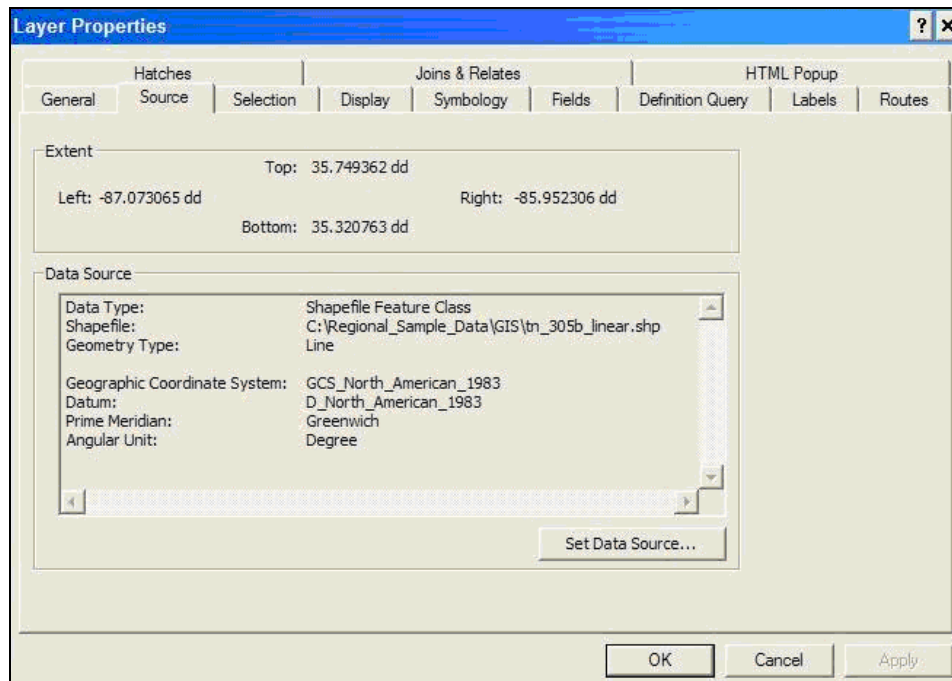 Layer Properties
? x
Hatches Joins & Relates HTML Popup
General Source Selection Display Symbology Fields Definition Query Labels Routes
Extent
Top: 35.749362 dd
Left: -87.073065 dd Right: -85.952306 dd
Bottom: 35.320763 dd
Data Source
Data Type: Shapefile Feature Class
Shapefile: C:\Regional_Sample_Data\GIS\tn_305b_linear.shp
Geometry Type: Line
Geographic Coordinate System: GCS_North_American_1983
Datum: D_North_American_1983
Prime Meridian: Greenwich
Angular Unit: Degree
Set Data Source...
OK Cancel Apply